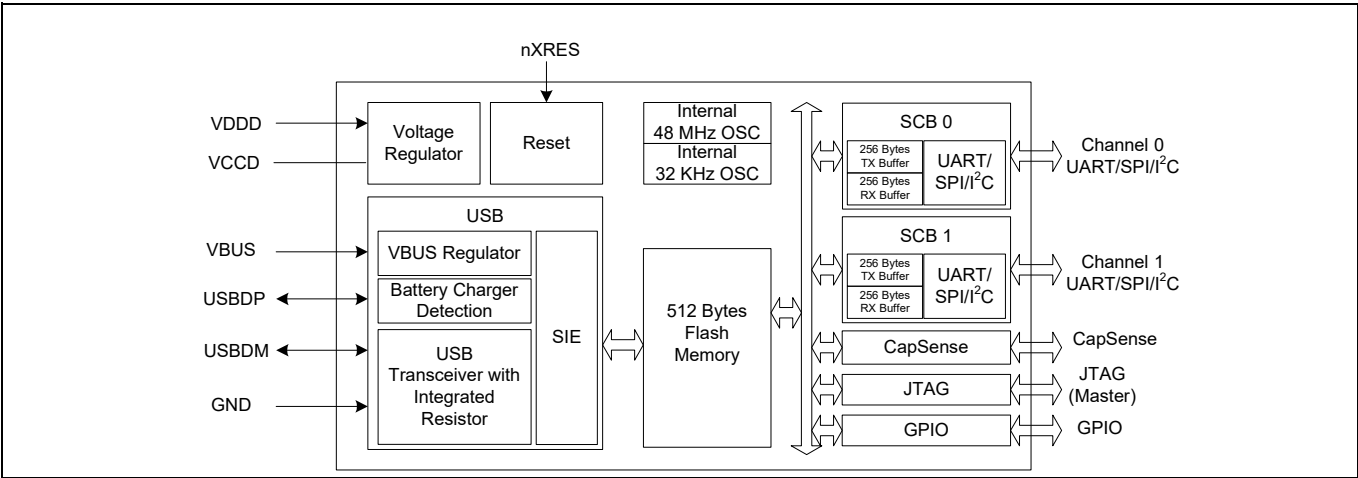 nXRES
VDDD
VCCD
VBUS
USBDP
USBDM
GND
Voltage
Regulator
Reset
Internal
48 MHz OSC
Internal
32 KHz OSC
USB
VBUS Regulator
Battery Charger
Detection
USB
Transceiver with
Integrated
Resistor
SIE
512 Bytes
Flash
Memory
SCB 0
256 Bytes
TX Buffer
256 Bytes
RX Buffer
UART/
SPI/I²C
Channel 0
UART/SPI/I²C
SCB 1
256 Bytes
TX Buffer
256 Bytes
RX Buffer
UART/
SPI/I²C
Channel 1
UART/SPI/I²C
CapSense
CapSense
JTAG
JTAG
(Master)
GPIO
GPIO